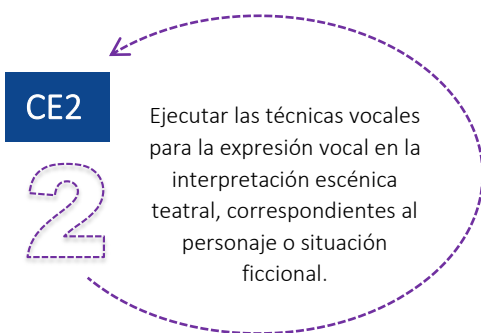 CE2
2
Ejecutar las técnicas vocales
para la expresión vocal en la
interpretación escénica
teatral, correspondientes al
personaje o situación
ficcional.